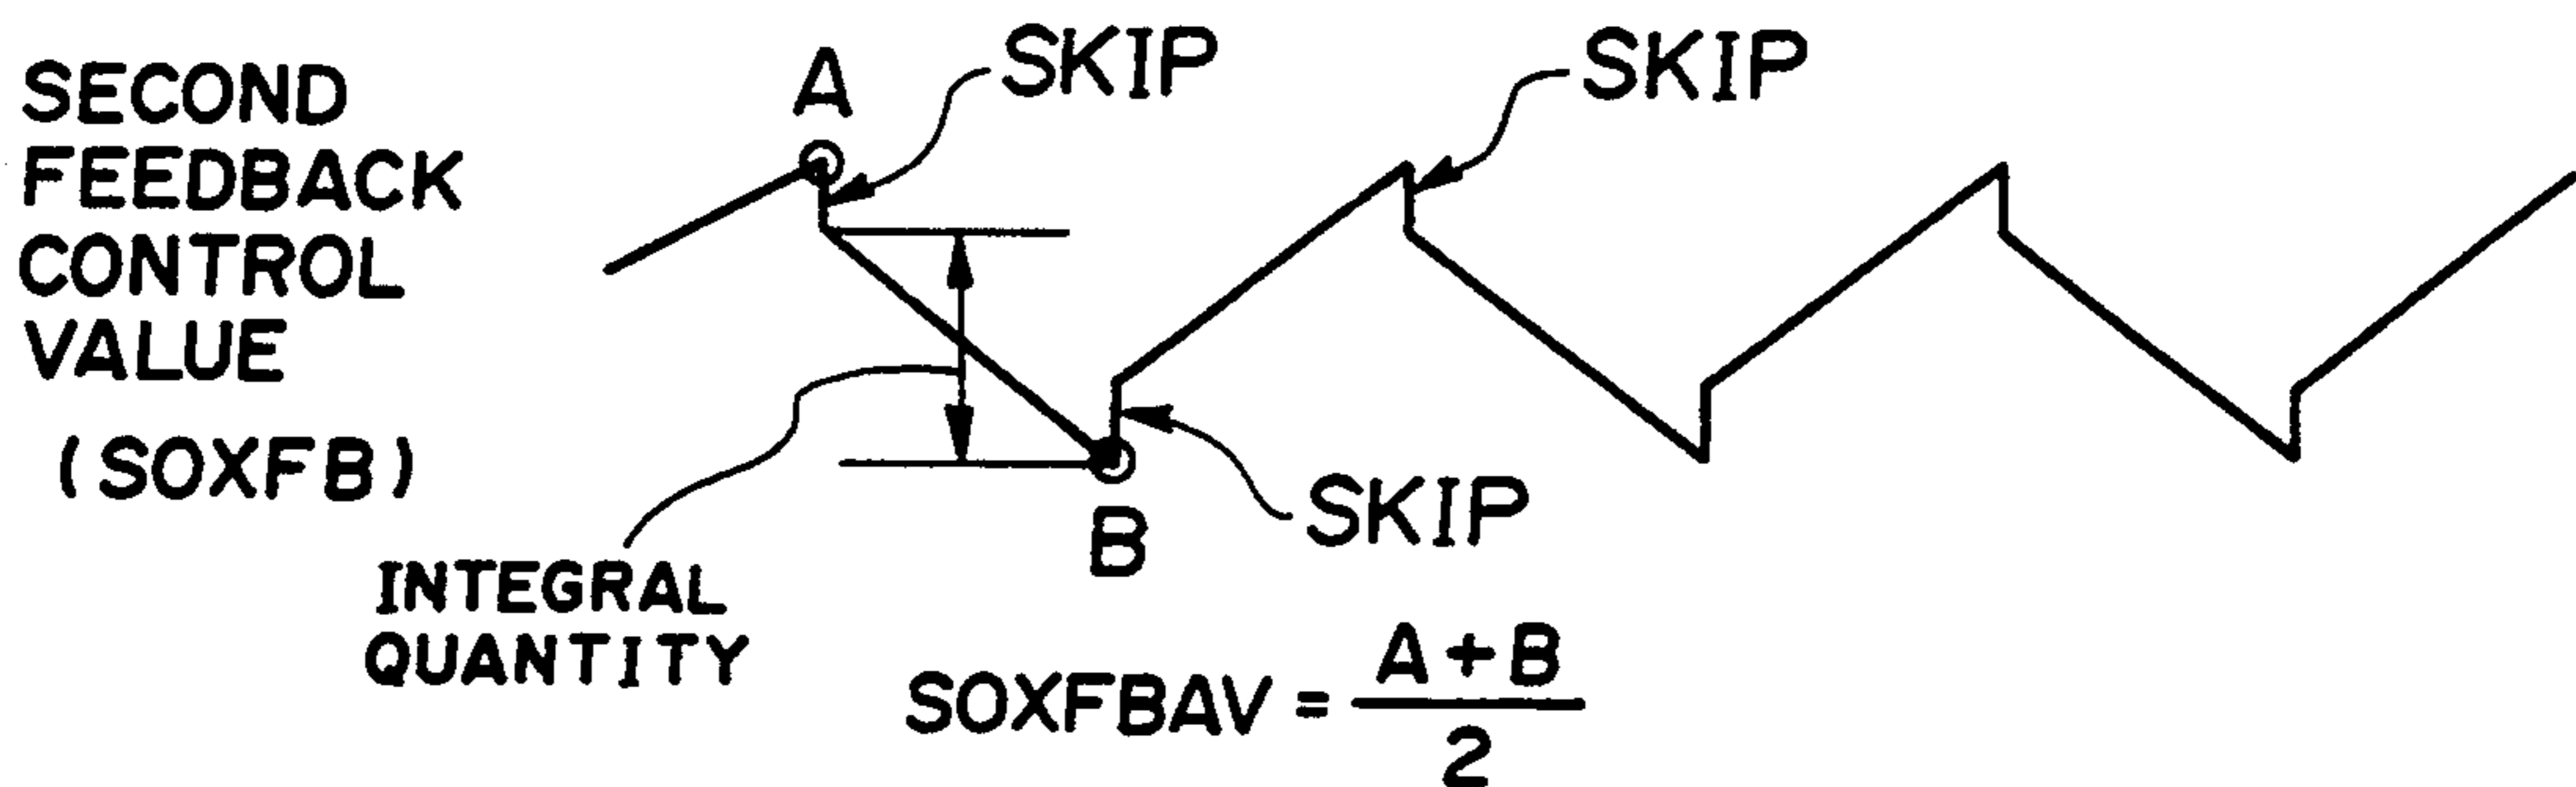 SECOND
FEEDBACK
CONTROL
VALUE
(SOXFB)
A
SKIP
SKIP
B
SKIP
INTEGRAL
QUANTITY
SOXFBAV = A+B
2